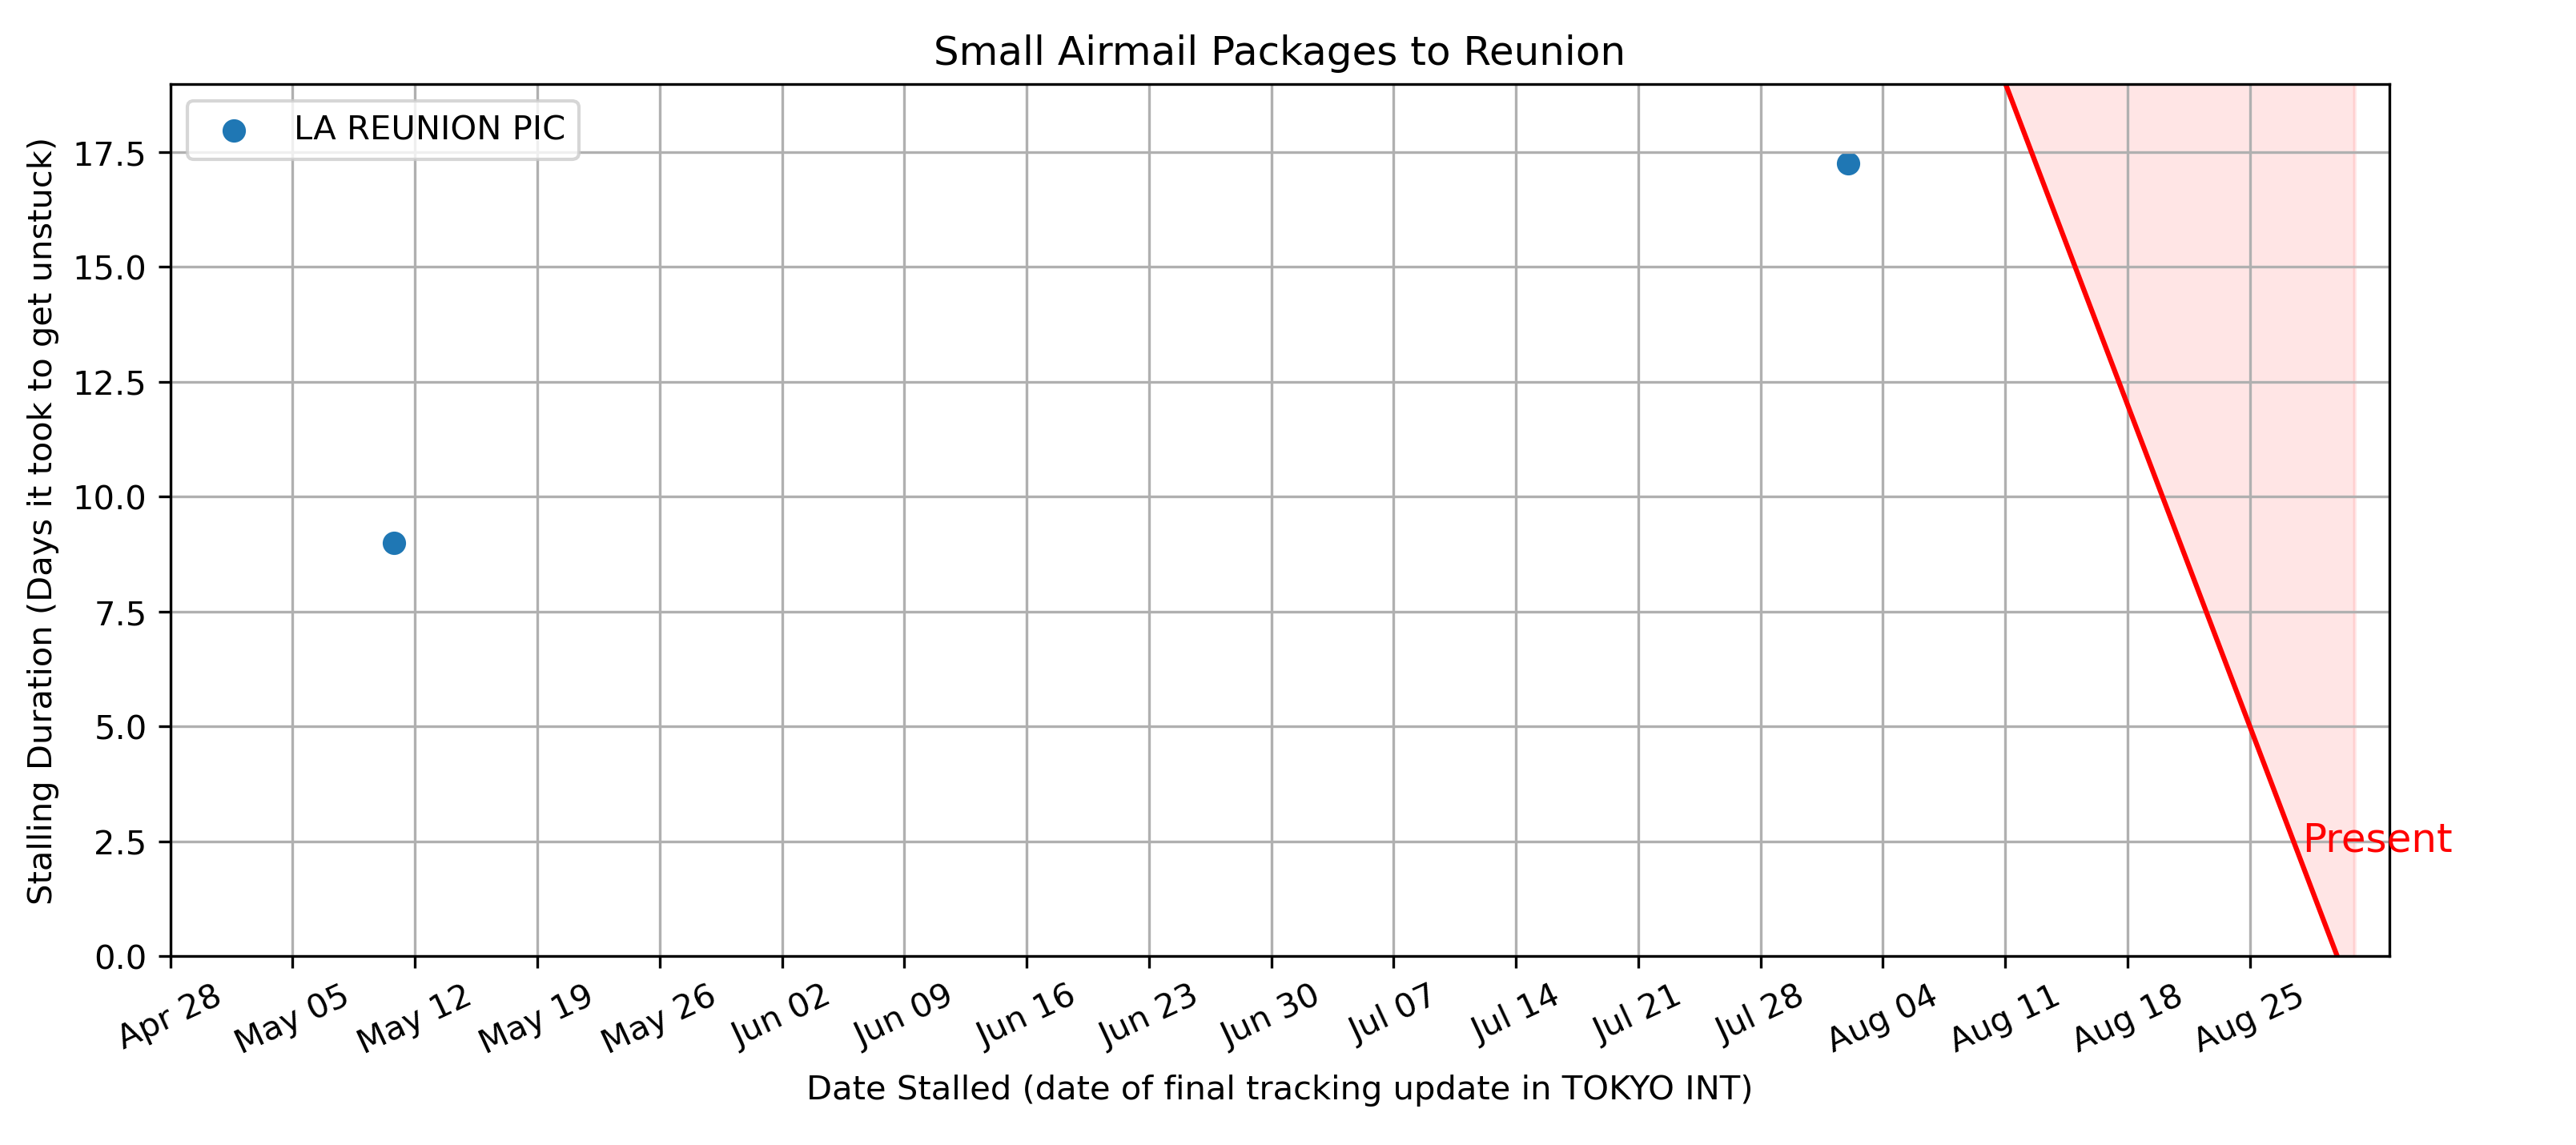 Small Airmail Packages to Reunion
LA REUNION PIC
Stalling Duration (Days it took to get unstuck)
17.5
15.0
12.5
10.0
7.5
5.0
2.5
0.0
Present
Apr 28
May 05
May 12
May 19
May 26
Jun 02
Jun 09
Jun 16
Jun 23
Jun 30
Jul 07
Jul 14
Jul 21
Jul 28
Aug 04
Aug 11
Aug 18
Aug 25
Date Stalled (date of final tracking update in TOKYO INT)